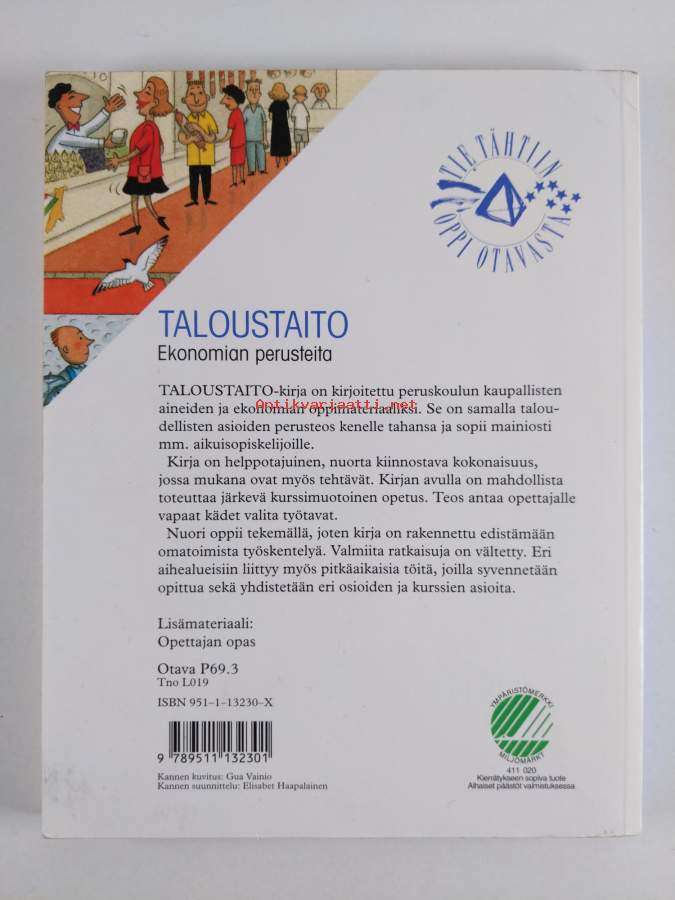 TIE TÄHTIIN
OPPI OTAVASTA
TALOUSTAITO
Ekonomian perusteita
TALOUSTAITO-kirja on kirjoitettu peruskoulun kaupallisten
aineiden ja ekonomian oppimateriaaliksi. Se on samalla talou-
Antikvariaatti.net
dellisten asioiden perusteos kenelle tahansa ja sopii mainiosti
mm. aikuisopiskelijoille.
Kirja on helppotajuinen, nuorta kiinnostava kokonaisuus,
jossa mukana ovat myös tehtävät. Kirjan avulla on mahdollista
toteuttaa järkevä kurssimuotoinen opetus. Teos antaa opettajalle
vapaat kädet valita työtavat.
Nuori oppii tekemällä, joten kirja on rakennettu edistämään
omatoimista työskentelyä. Valmiita ratkaisuja on vältetty. Eri
aihealueisiin liittyy myös pitkäaikaisia töitä, joilla syvennetään
opittua sekä yhdistetään eri osioiden ja kurssien asioita.
Lisämateriaali:
Opettajan opas
Otava P69.3
Tno L019
ISBN 951–1–13230–X
9 789511 132301
Kannen kuvitus: Gua Vainio
Kannen suunnittelu: Elisabet Haapalainen
YMPÄRISTÖMERKKI
MILJÖMÄRKT
411 020
Kierrätykseen sopiva tuote
Alhaiset päästöt valmistuksessa